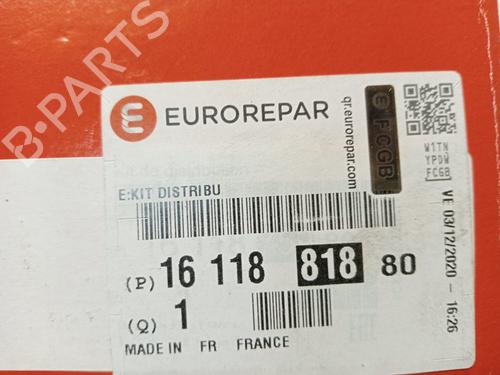 B-PARTS
EUROREPAR
qr.eurorepar.com
FCGB
W1TN
YPDW
FCGB
E:KIT DISTRIBU
(P) 16 118 818 80
(Q) 1
MADE IN FR FRANCE
VE 03/12/2020 - 16:26